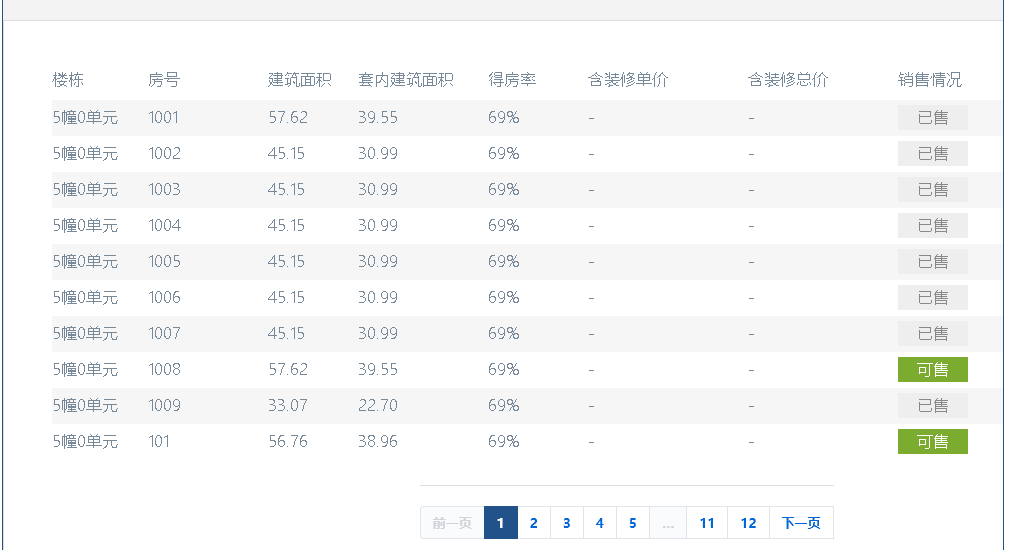 楼栋 房号 建筑面积 套内建筑面积 得房率 含装修单价 含装修总价 销售情况
5幢0单元 1001 57.62 39.55 69% - - 已售
5幢0单元 1002 45.15 30.99 69% - - 已售
5幢0单元 1003 45.15 30.99 69% - - 已售
5幢0单元 1004 45.15 30.99 69% - - 已售
5幢0单元 1005 45.15 30.99 69% - - 已售
5幢0单元 1006 45.15 30.99 69% - - 已售
5幢0单元 1007 45.15 30.99 69% - - 已售
5幢0单元 1008 57.62 39.55 69% - - 可售
5幢0单元 1009 33.07 22.70 69% - - 已售
5幢0单元 101 56.76 38.96 69% - - 可售
前一页 1 2 3 4 5 ... 11 12 下一页